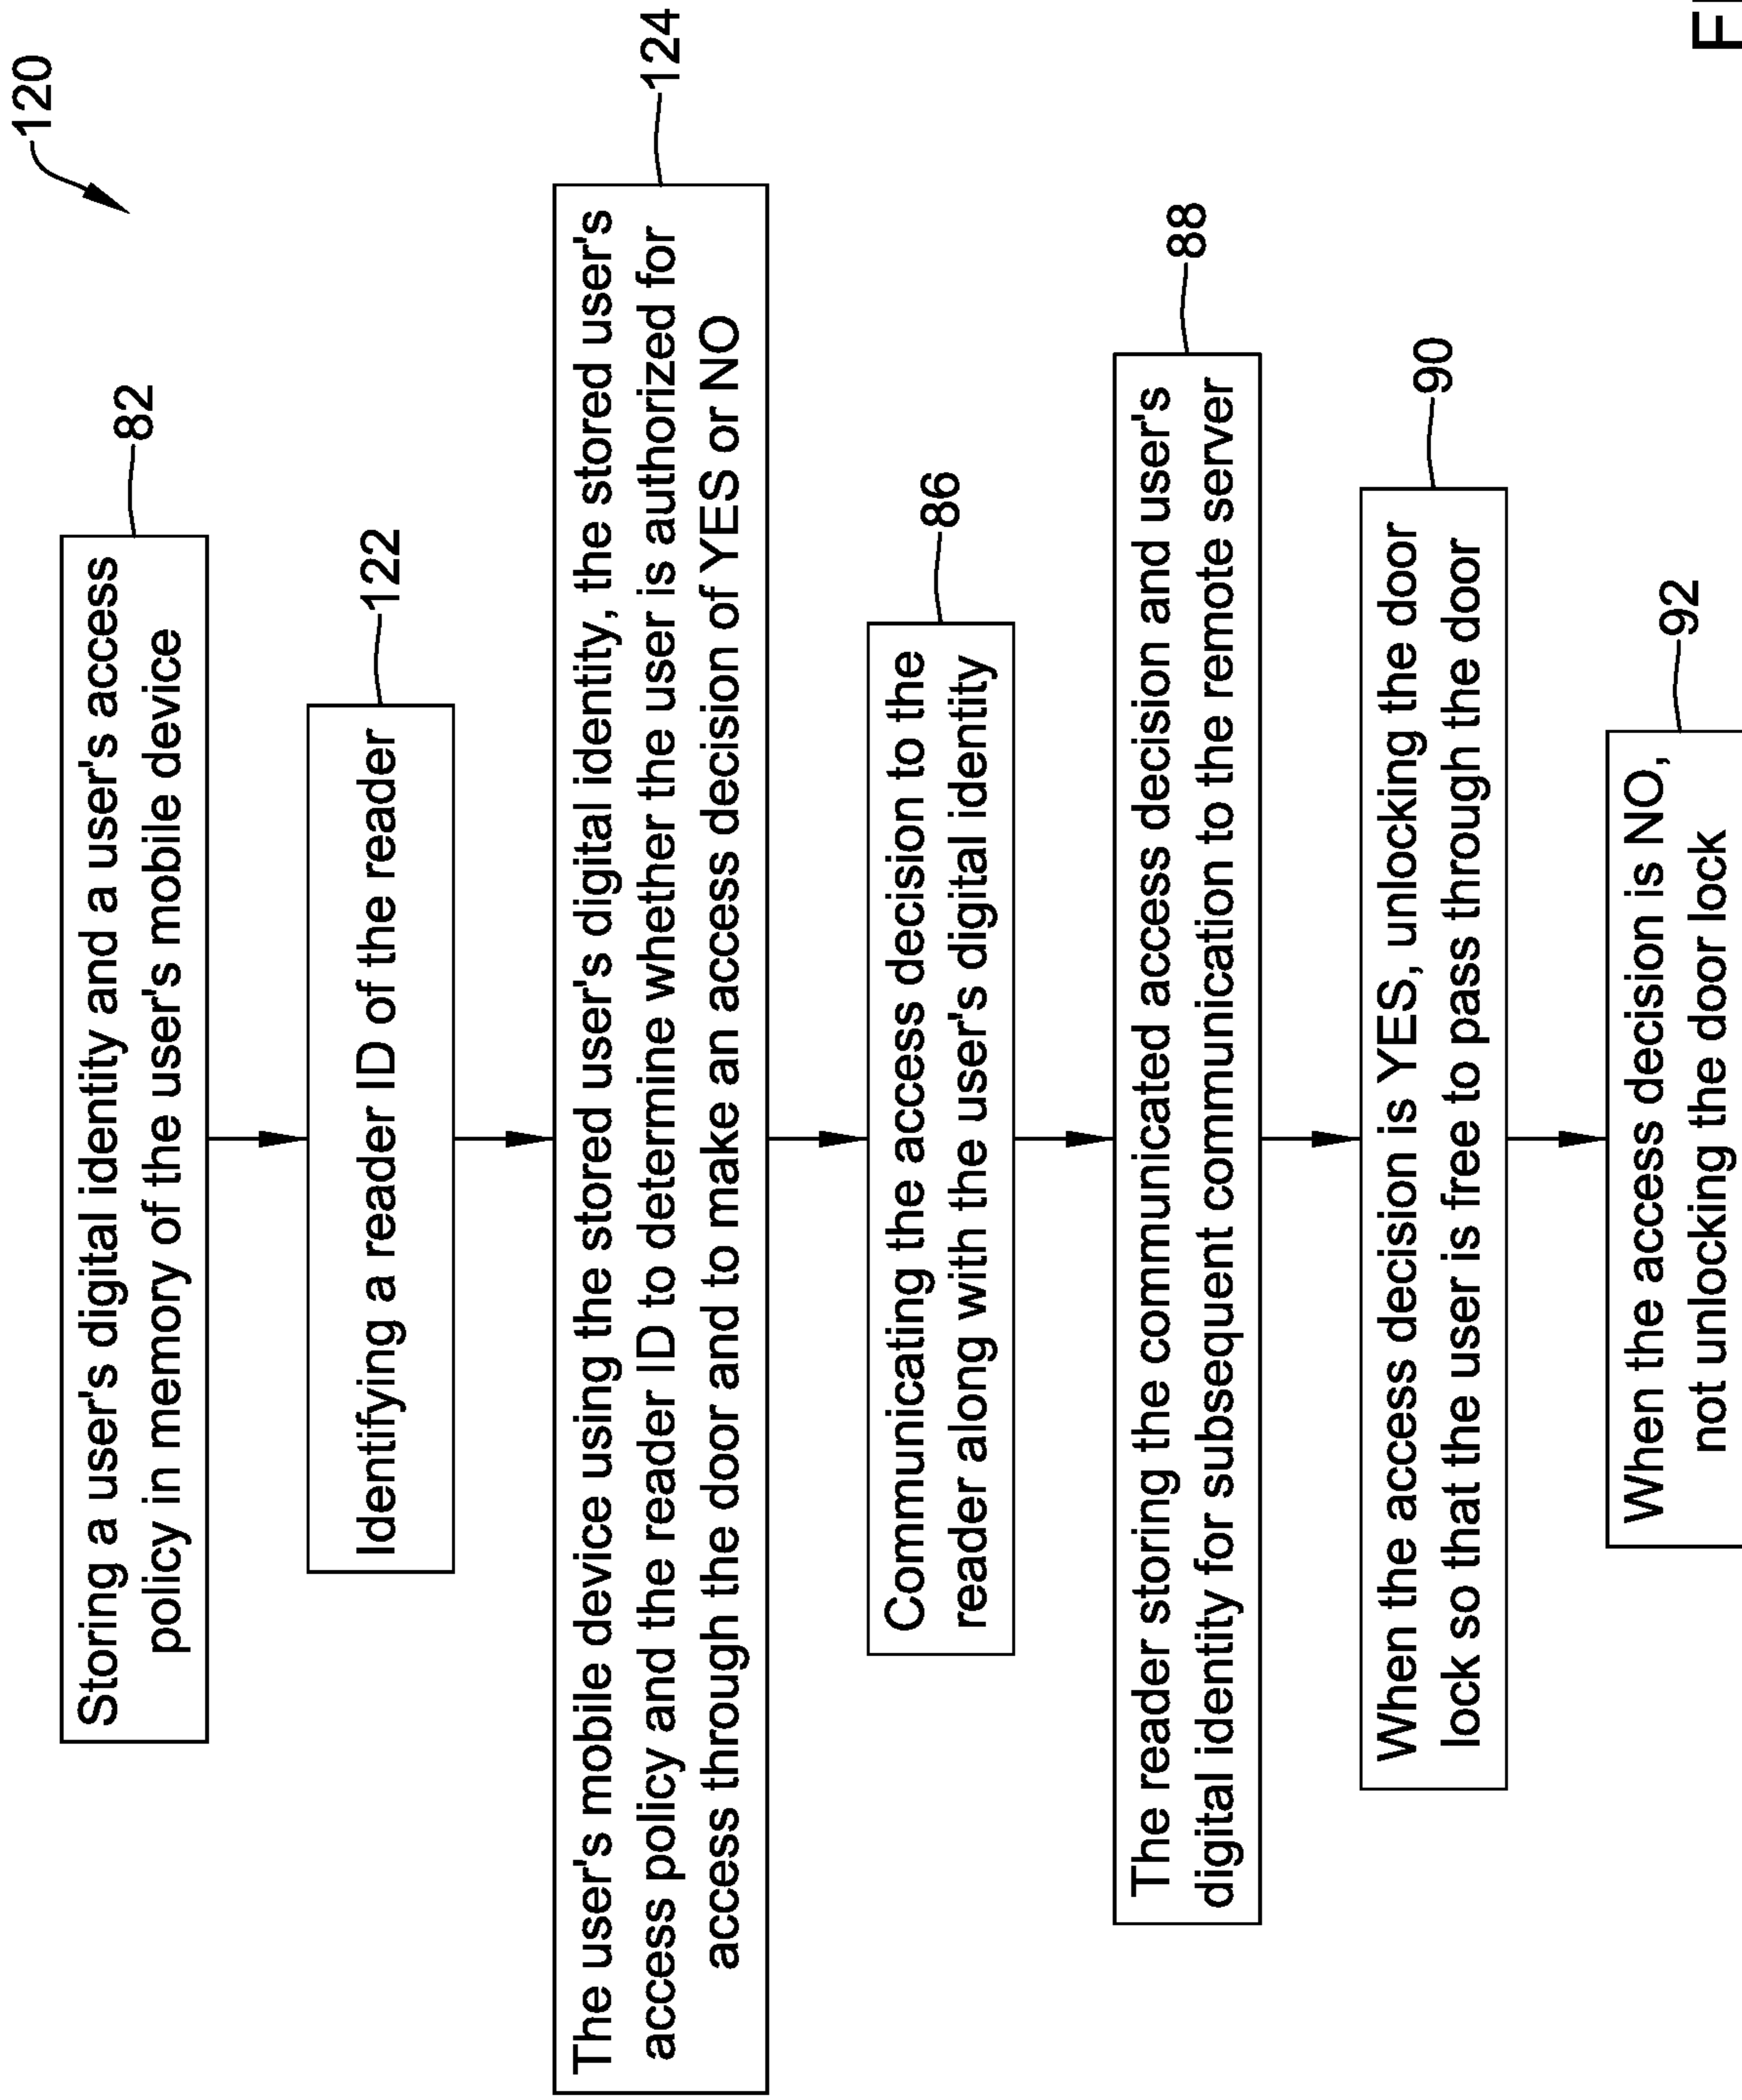 120
Storing a user's digital identity and a user's access
policy in memory of the user's mobile device
82
Identifying a reader ID of the reader
122
The user's mobile device using the stored user's digital identity, the stored user's
access policy and the reader ID to determine whether the user is authorized for
access through the door and to make an access decision of YES or NO
124
Communicating the access decision to the
reader along with the user's digital identity
86
The reader storing the communicated access decision and user's
digital identity for subsequent communication to the remote server
88
When the access decision is YES, unlocking the door
lock so that the user is free to pass through the door
90
When the access decision is NO,
not unlocking the door lock
92